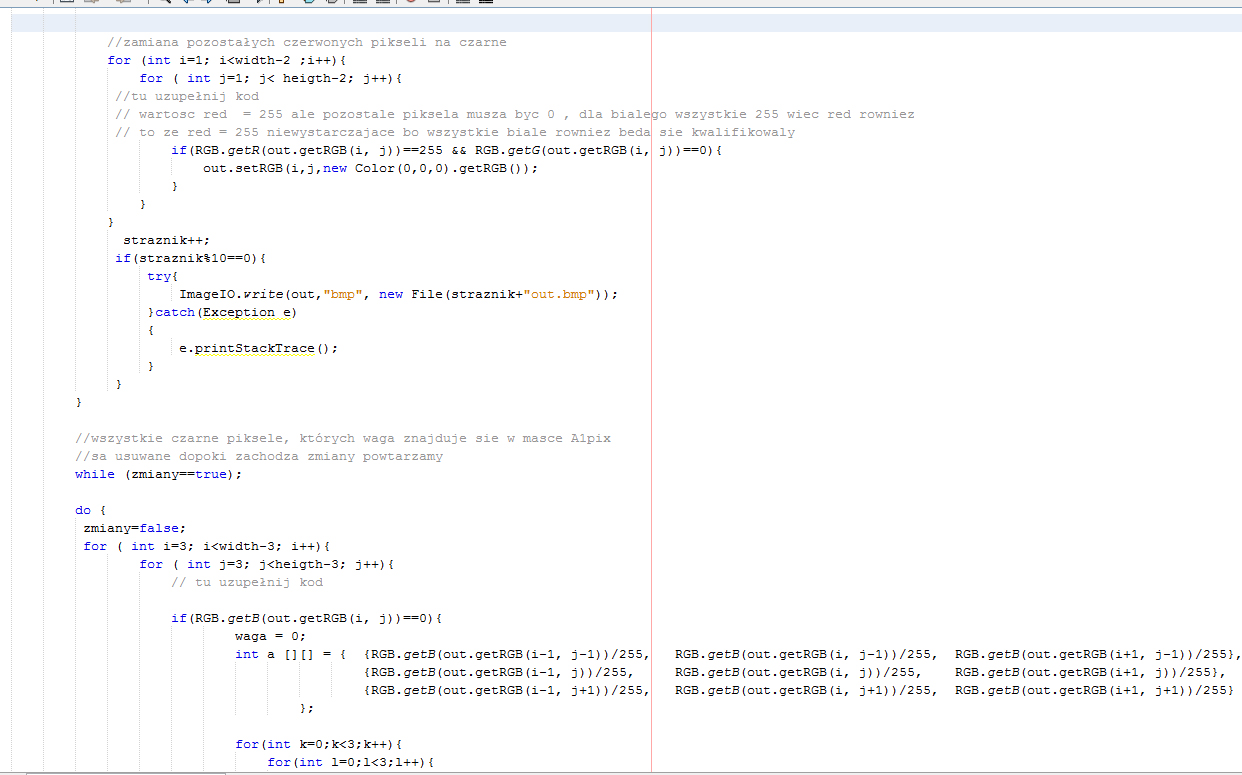 //zamiana pozostałych czerwonych pikseli na czarne
for (int i=1; i<width-2 ;i++){
for ( int j=1; j< heigth-2; j++){
//tu uzupełnij kod
// wartosc red  = 255 ale pozostale piksela musza byc 0 , dla bialego wszystkie 255 wiec red rowniez
// to ze red = 255 niewystarczajace bo wszystkie biale rowniez beda sie kwalifikowaly
if(RGB.getR(out.getRGB(i, j))==255 && RGB.getG(out.getRGB(i, j))==0){
out.setRGB(i,j,new Color(0,0,0).getRGB());
}
}
}
straznik++;
if(straznik%10==0){
try{
ImageIO.write(out,"bmp", new File(straznik+"out.bmp"));
}catch(Exception e)
{
e.printStackTrace();
}
}
}
//wszystkie czarne piksele, których waga znajduje sie w masce A1pix
//sa usuwane dopoki zachodza zmiany powtarzamy
while (zmiany==true);
do {
zmiany=false;
for ( int i=3; i<width-3; i++){
for ( int j=3; j<heigth-3; j++){
// tu uzupełnij kod
if(RGB.getB(out.getRGB(i, j))==0){
waga = 0;
int a [][] = {  {RGB.getB(out.getRGB(i-1, j-1))/255,   RGB.getB(out.getRGB(i, j-1))/255,  RGB.getB(out.getRGB(i+1, j-1))/255},
{RGB.getB(out.getRGB(i-1, j))/255,     RGB.getB(out.getRGB(i, j))/255,    RGB.getB(out.getRGB(i+1, j))/255},
{RGB.getB(out.getRGB(i-1, j+1))/255,   RGB.getB(out.getRGB(i, j+1))/255,  RGB.getB(out.getRGB(i+1, j+1))/255}
};
for(int k=0;k<3;k++){
for(int l=0;l<3;l++){